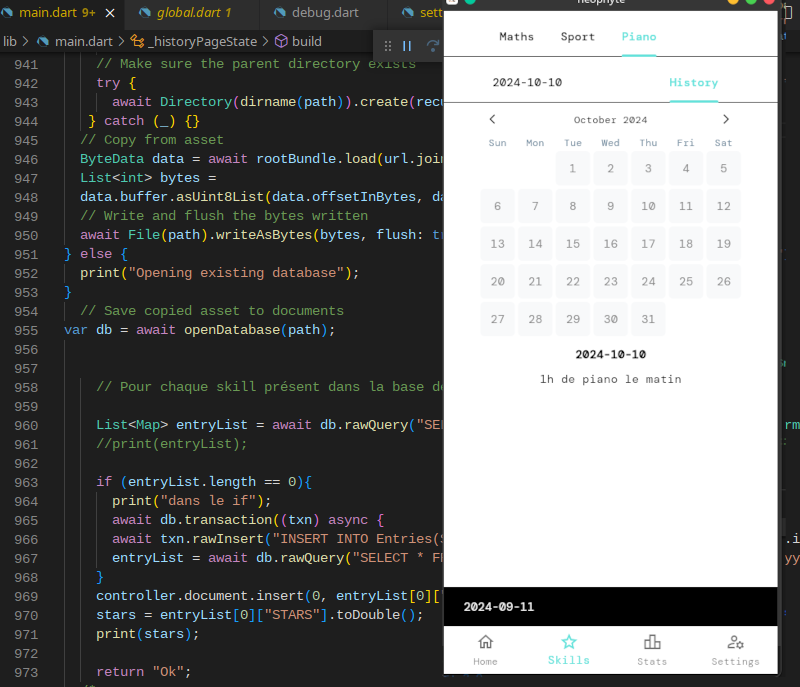 main.dart 9+
global.dart 1
debug.dart
sett
lib > main.dart > _historyPageState > build
941 // Make sure the parent directory exists
942 try {
943 await Directory(dirname(path)).create(recu
944 } catch (_) {}
945 // Copy from asset
946 ByteData data = await rootBundle.load(url.join
947 List<int> bytes =
948 data.buffer.asUint8List(data.offsetInBytes, da
949 // Write and flush the bytes written
950 await File(path).writeAsBytes(bytes, flush: tr
951 } else {
952 print("Opening existing database");
953 }
954 // Save copied asset to documents
955 var db = await openDatabase(path);
956
957
958 // Pour chaque skill présent dans la base de
959
960 List<Map> entryList = await db.rawQuery("SEL
961 //print(entryList);
962
963 if (entryList.length == 0){
964 print("dans le if");
965 await db.transaction((txn) async {
966 await txn.rawInsert("INSERT INTO Entries(S
967 entryList = await db.rawQuery("SELECT * FR
968 }
969 controller.document.insert(0, entryList[0]["
970 stars = entryList[0]["STARS"].toDouble();
971 print(stars);
972
973 return "Ok";
neophyte
Maths Sport Piano
2024-10-10 History
October 2024
Sun Mon Tue Wed Thu Fri Sat
1 2 3 4 5
6 7 8 9 10 11 12
13 14 15 16 17 18 19
20 21 22 23 24 25 26
27 28 29 30 31
2024-10-10
1h de piano le matin
2024-09-11
Home Skills Stats Settings
rm
.i
yy